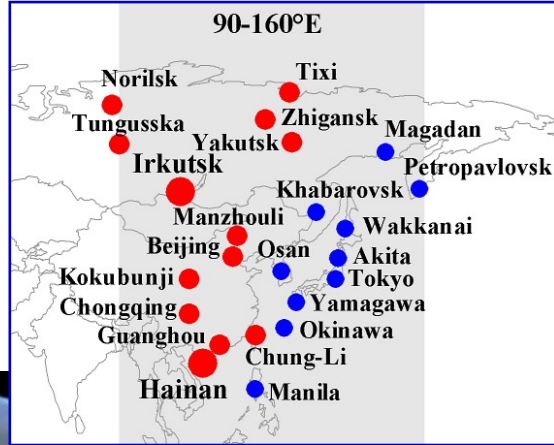 90-160°E
Norilsk
Tixi
Tungusska
Zhigansk
Yakutsk
Magadan
Irkutsk
Petropavlovsk
Khabarovsk
Manzhouli
Wakkanai
Beijing
Osan
Akita
Kokubunji
Tokyo
Chongqing
Yamagawa
Guanghou
Okinawa
Chung-Li
Hainan
Manila